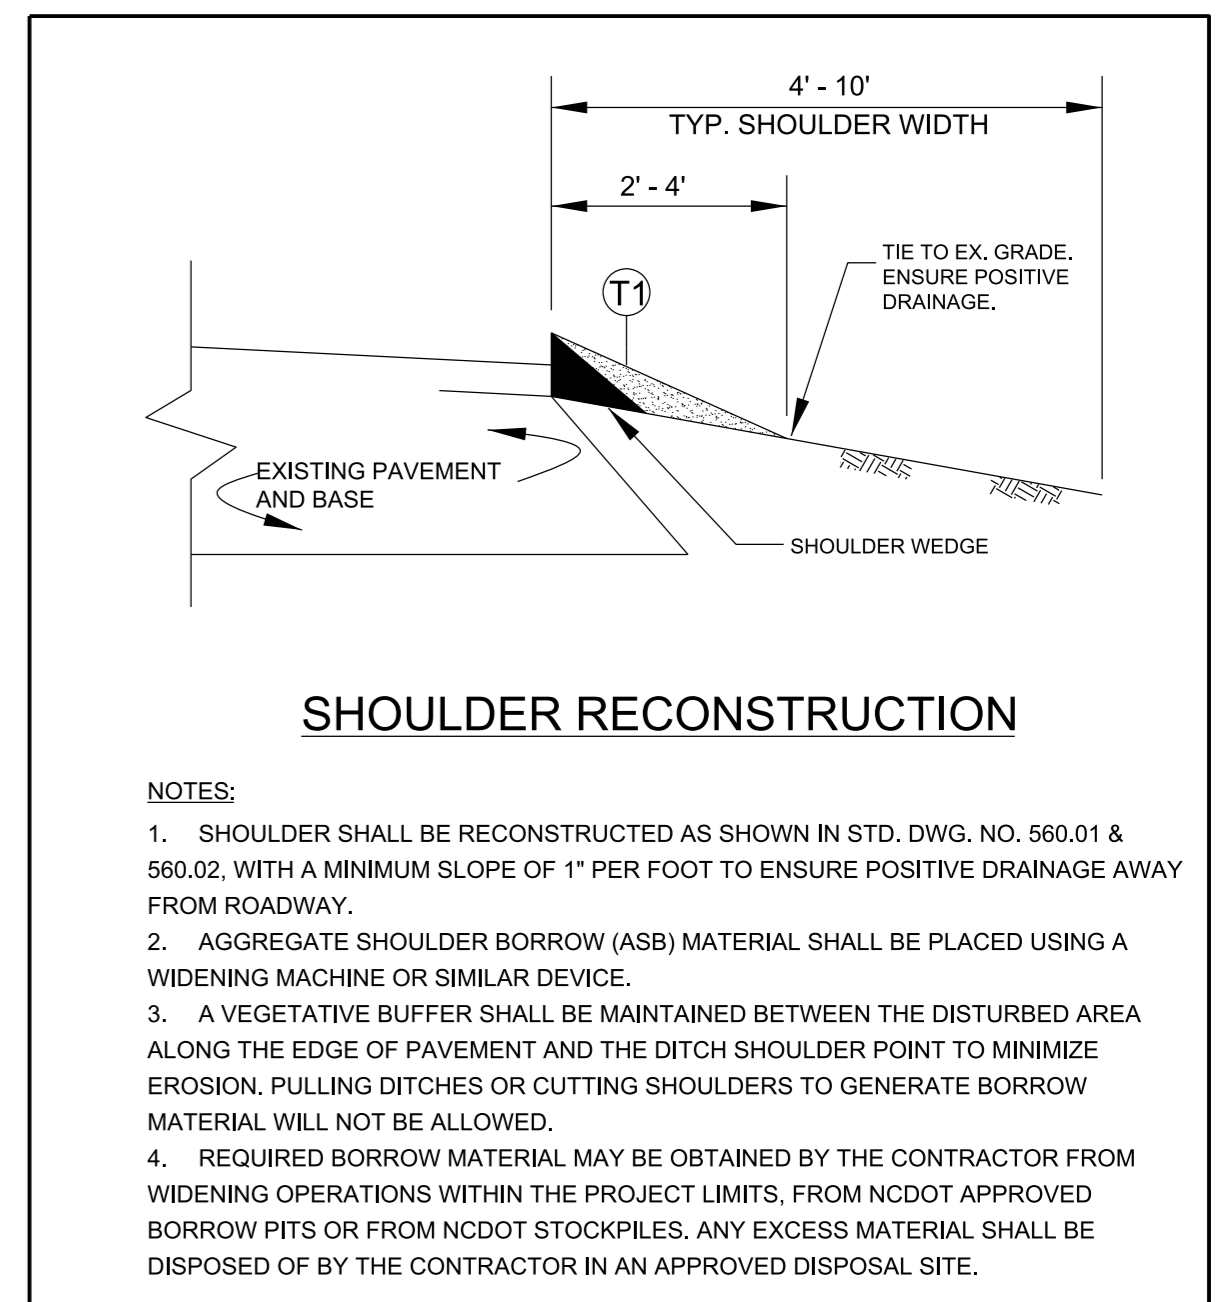 4' - 10'
TYP. SHOULDER WIDTH
2' - 4'
TIE TO EX. GRADE.
ENSURE POSITIVE
DRAINAGE.
T1
EXISTING PAVEMENT
AND BASE
SHOULDER WEDGE
SHOULDER RECONSTRUCTION
NOTES:
1. SHOULDER SHALL BE RECONSTRUCTED AS SHOWN IN STD. DWG. NO. 560.01 &
560.02, WITH A MINIMUM SLOPE OF 1" PER FOOT TO ENSURE POSITIVE DRAINAGE AWAY
FROM ROADWAY.
2. AGGREGATE SHOULDER BORROW (ASB) MATERIAL SHALL BE PLACED USING A
WIDENING MACHINE OR SIMILAR DEVICE.
3. A VEGETATIVE BUFFER SHALL BE MAINTAINED BETWEEN THE DISTURBED AREA
ALONG THE EDGE OF PAVEMENT AND THE DITCH SHOULDER POINT TO MINIMIZE
EROSION. PULLING DITCHES OR CUTTING SHOULDERS TO GENERATE BORROW
MATERIAL WILL NOT BE ALLOWED.
4. REQUIRED BORROW MATERIAL MAY BE OBTAINED BY THE CONTRACTOR FROM
WIDENING OPERATIONS WITHIN THE PROJECT LIMITS, FROM NCDOT APPROVED
BORROW PITS OR FROM NCDOT STOCKPILES. ANY EXCESS MATERIAL SHALL BE
DISPOSED OF BY THE CONTRACTOR IN AN APPROVED DISPOSAL SITE.